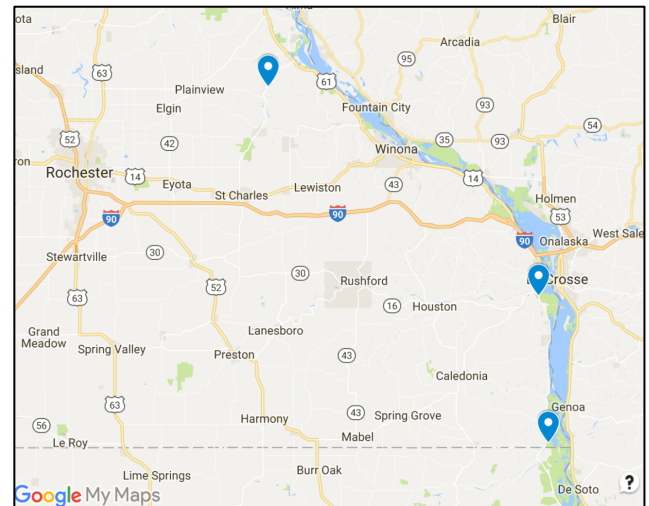 ota
Blair
Arcadia
63
95
sland
61
Plainview
93
Elgin
Fountain City
54
52
42
35
93
ron
Winona
Rochester
14
14
Eyota
43
Lewiston
St Charles
Holmen
53
90
90
90
Onalaska
West Sale
Stewartville
30
30
52
Rushford
Crosse
63
16
Houston
Grand
Meadow
Lanesboro
Spring Valley
Preston
43
Caledonia
63
Genoa
56
Harmony
43
Spring Grove
Le Roy
Mabel
Lime Springs
Burr Oak
?
De Soto
Google My Maps